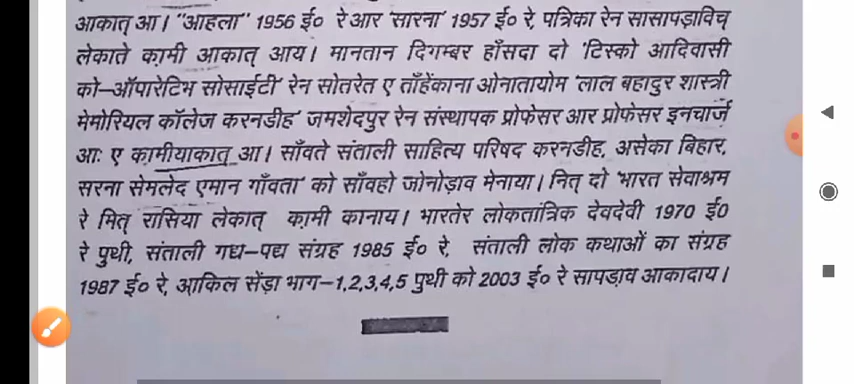 आकात् आ। "आहला" 1956 ई० रे आर 'सारना' 1957 ई० रे, पत्रिका रेन सासापड़ाविच्
लेकाते का़मी आकात् आय। मानतान दिगम्बर हाँसदा दो 'टिस्को आदिवासी
को–ऑपारेटिभ सोसाईटी' रेन सोतरेत ए ताँहेंकाना ओनातायोम 'लाल बहादुर शास्त्री
मेमोरियल कॉलेज करनडीह' जमशेदपुर रेन संस्थापक प्रोफेसर आर प्रोफेसर इनचार्ज
आः ए का़मीयाकात् आ। साँवते संताली साहित्य परिषद करनडीह, असेका बिहार,
सरना सेमलेद एमान गाँवता' को साँवहो जोनोड़ाव मेनाया। नित् दो 'भारत सेवाश्रम
रे मित् रासिया लेकात् का़मी कानाय। भारतेर लोकतांत्रिक देवदेवी 1970 ई०
रे पुथी, संताली गद्य–पद्य संग्रह 1985 ई० रे, संताली लोक कथाओं का संग्रह
1987 ई० रे, आ़किल सेंड़ा भाग–1,2,3,4,5 पुथी को 2003 ई० रे सापड़ाव आकादाय।